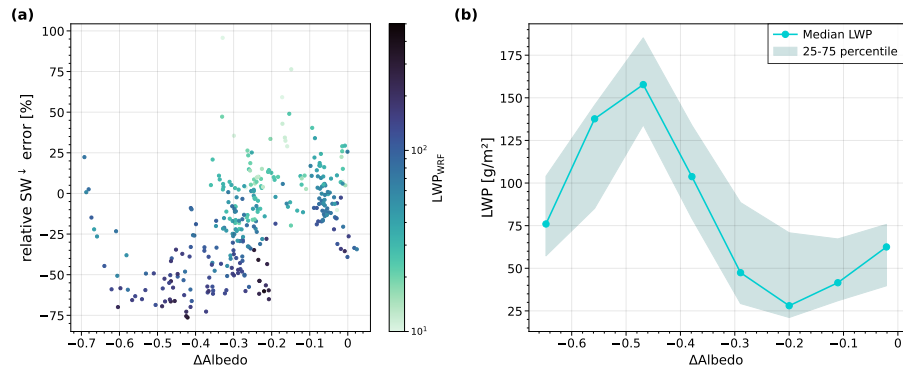 (a)
100
75
50
25
0
−25
−50
−75
relative SW↓ error [%]
−0.7 −0.6 −0.5 −0.4 −0.3 −0.2 −0.1 0
ΔAlbedo
10²
10¹
LWP_WRF
(b)
175
150
125
100
75
50
25
LWP [g/m²]
−0.6 −0.5 −0.4 −0.3 −0.2 −0.1 0
ΔAlbedo
Median LWP
25-75 percentile